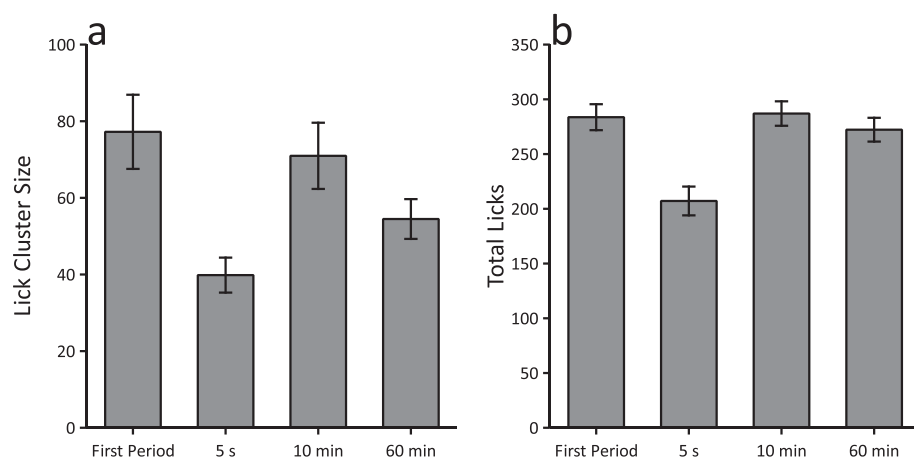 a
100
80
60
40
20
0
Lick Cluster Size
First Period 5 s 10 min 60 min
b
350
300
250
200
150
100
50
0
Total Licks
First Period 5 s 10 min 60 min